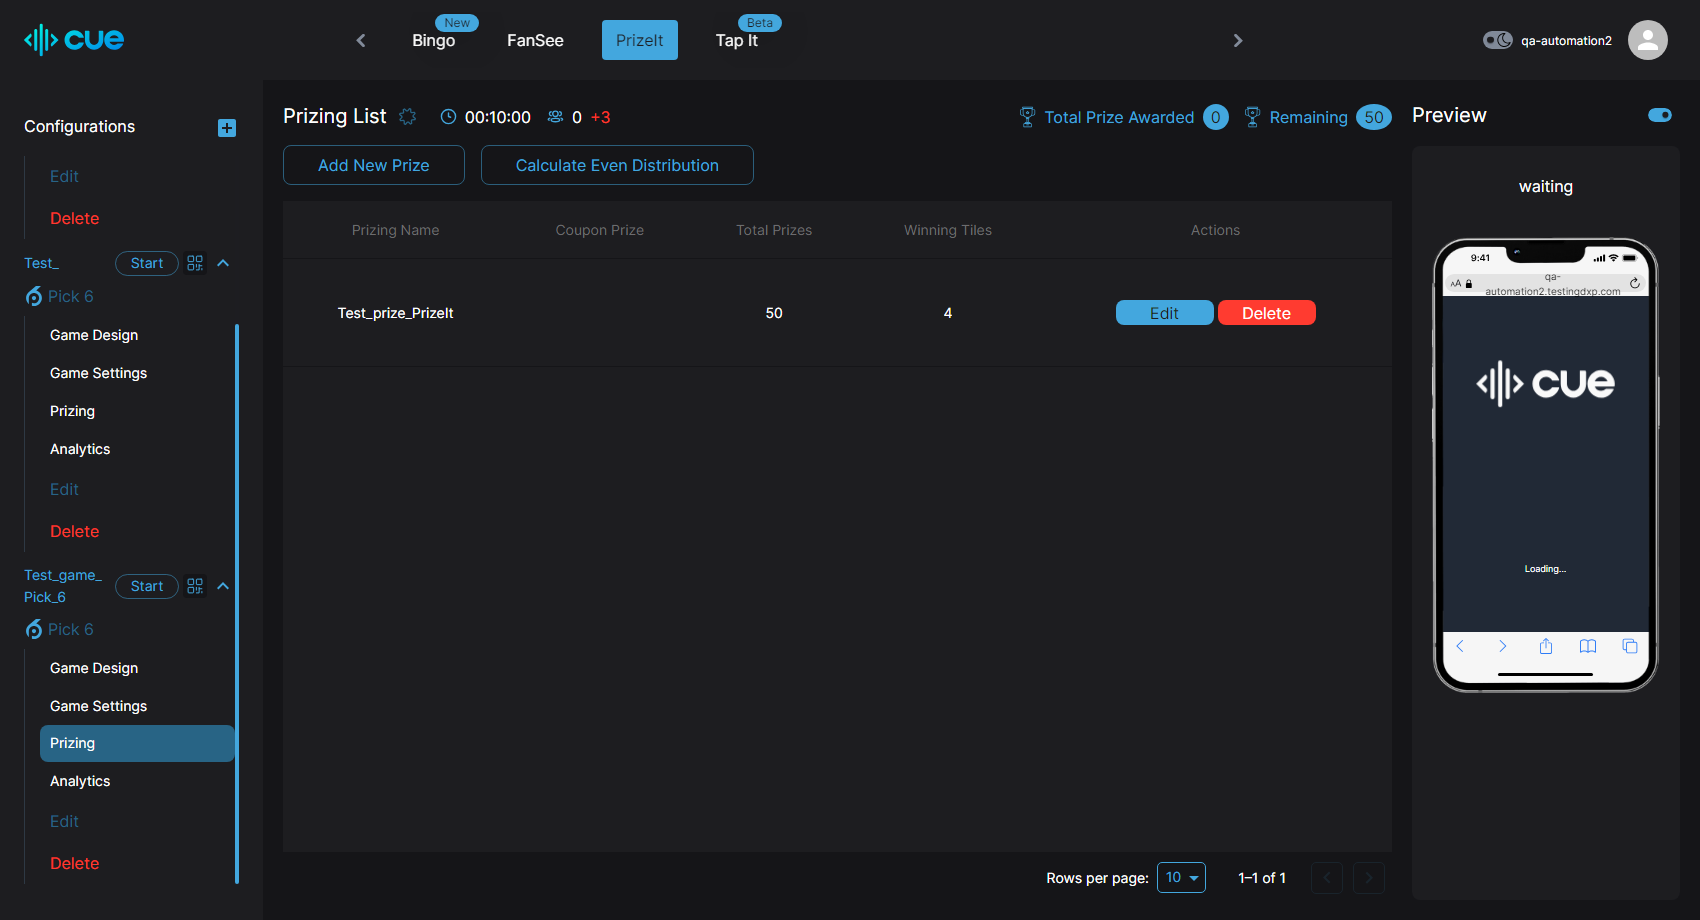 cue
New
Bingo
FanSee
PrizeIt
Beta
Tap It
qa-automation2
Configurations
Edit
Delete
Test_
Start
Pick 6
Game Design
Game Settings
Prizing
Analytics
Edit
Delete
Test_game_
Pick_6
Start
Pick 6
Game Design
Game Settings
Prizing
Analytics
Edit
Delete
Prizing List 00:10:00 0 +3
Total Prize Awarded 0 Remaining 50
Add New Prize
Calculate Even Distribution
Prizing Name Coupon Prize Total Prizes Winning Tiles Actions
Test_prize_PrizeIt 50 4 Edit Delete
Rows per page: 10 1–1 of 1
Preview
waiting
9:41
AA
qa-
automation2.testingdxp.com
cue
Loading...